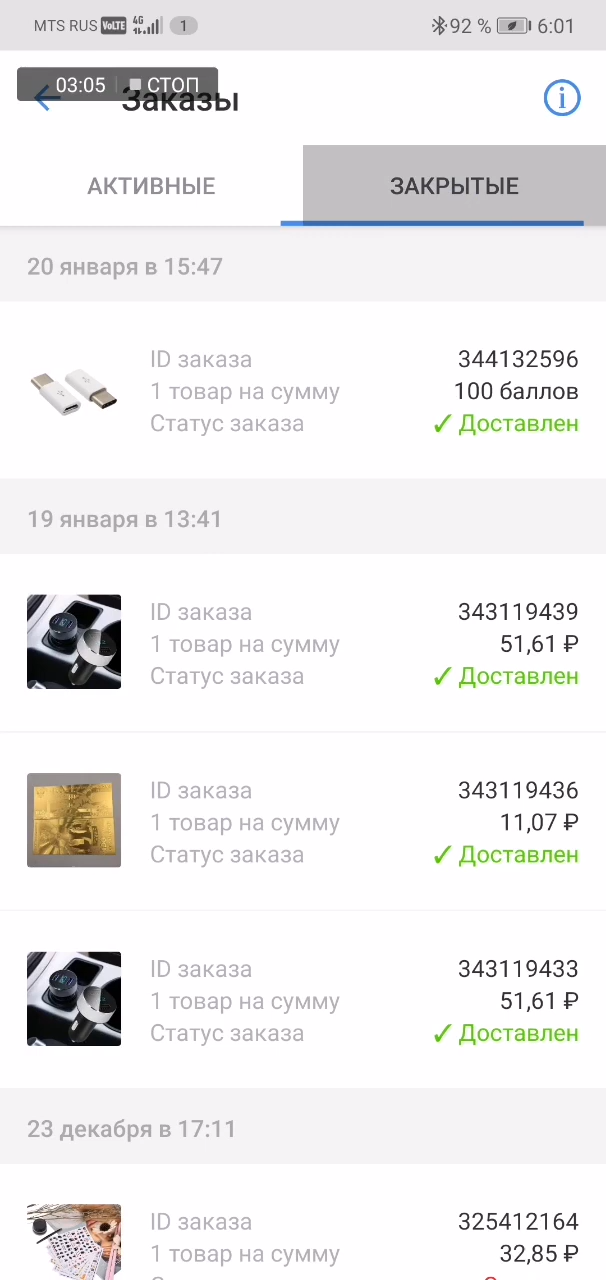 MTS RUS VoLTE 4G 1 92 % 6:01
03:05 СТОП
Заказы
АКТИВНЫЕ ЗАКРЫТЫЕ
20 января в 15:47
ID заказа 344132596
1 товар на сумму 100 баллов
Статус заказа ✓ Доставлен
19 января в 13:41
ID заказа 343119439
1 товар на сумму 51,61 ₽
Статус заказа ✓ Доставлен
ID заказа 343119436
1 товар на сумму 11,07 ₽
Статус заказа ✓ Доставлен
ID заказа 343119433
1 товар на сумму 51,61 ₽
Статус заказа ✓ Доставлен
23 декабря в 17:11
ID заказа 325412164
1 товар на сумму 32,85 ₽